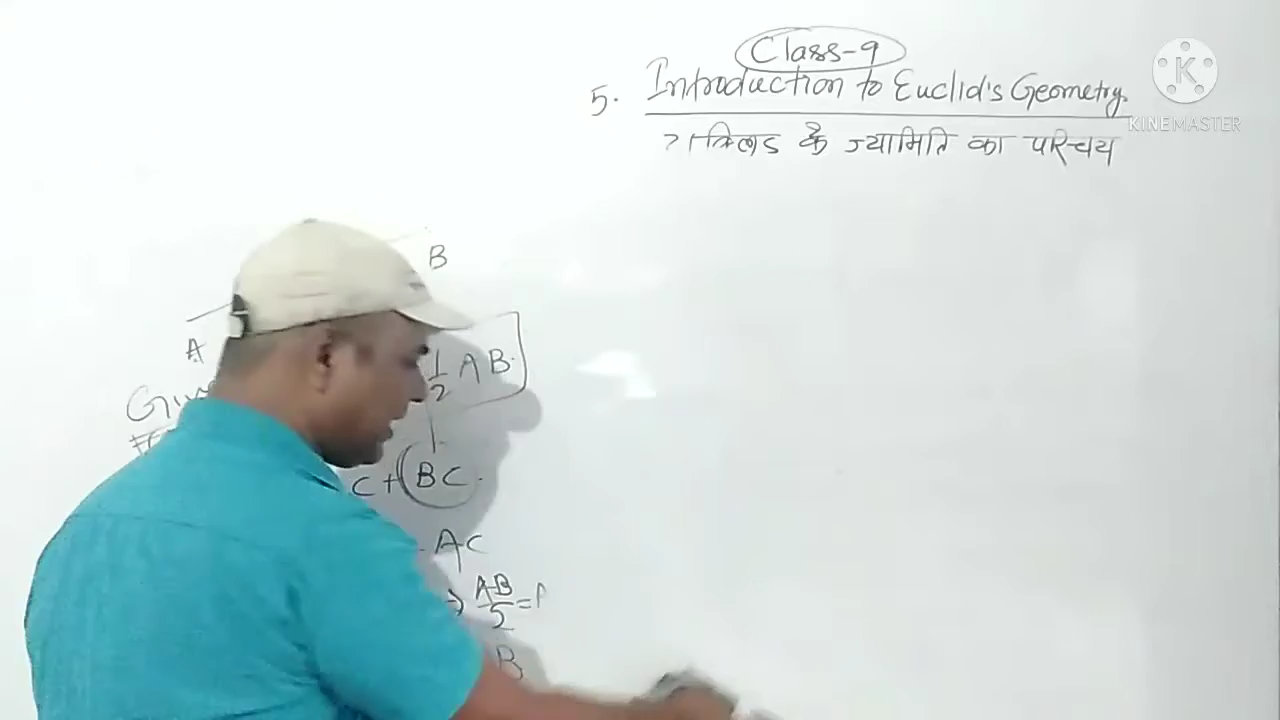 Class-9
5. Introduction to Euclid's Geometry.
के ज्यामिति का परिचय
K
KINEMASTER
B
A
1/2 AB.
C + (BC.
AC
AB/2 =
B